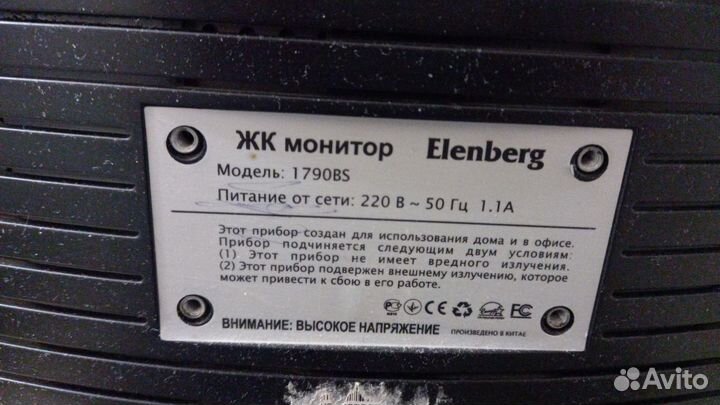 ЖК монитор Elenberg
Модель: 1790BS
Питание от сети: 220 В ~ 50 Гц 1.1А
Этот прибор создан для использования дома и в офисе.
Прибор подчиняется следующим двум условиям:
(1) Этот прибор не имеет вредного излучения.
(2) Этот прибор подвержен внешнему излучению, которое
может привести к сбою в его работе.
CE FC
ВНИМАНИЕ: ВЫСОКОЕ НАПРЯЖЕНИЕ ПРОИЗВЕДЕНО В КИТАЕ
Avito